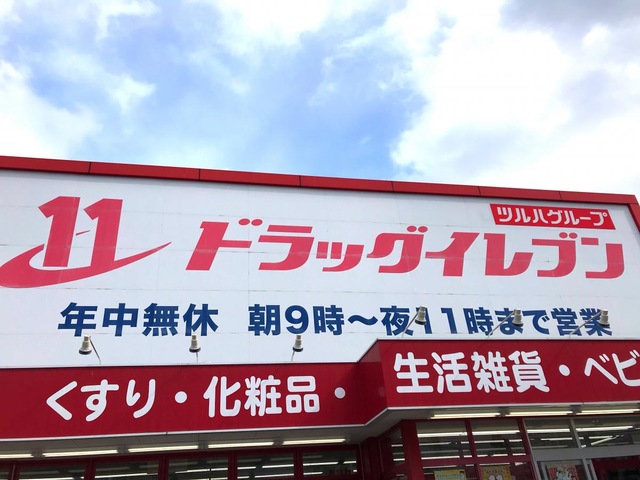 ツルハグループ
11 ドラッグイレブン
年中無休 朝9時～夜11時まで営業
くすり・化粧品・生活雑貨・ベビ